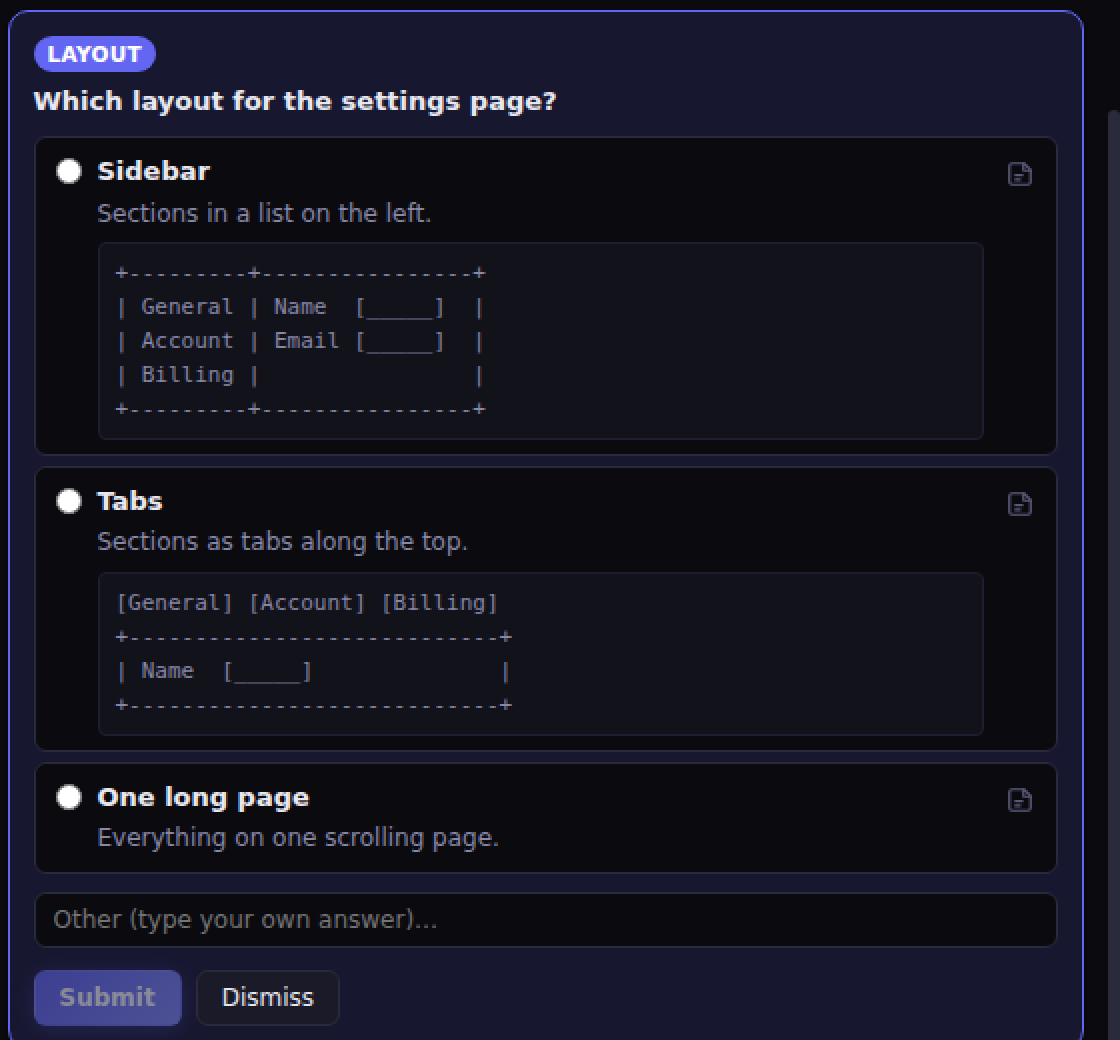 LAYOUT
Which layout for the settings page?
Sidebar
Sections in a list on the left.
+---------+----------------+
| General | Name  [_____]  |
| Account | Email [_____]  |
| Billing |                |
+---------+----------------+
Tabs
Sections as tabs along the top.
[General] [Account] [Billing]
+----------------------------+
| Name  [_____]              |
+----------------------------+
One long page
Everything on one scrolling page.
Other (type your own answer)...
Submit
Dismiss